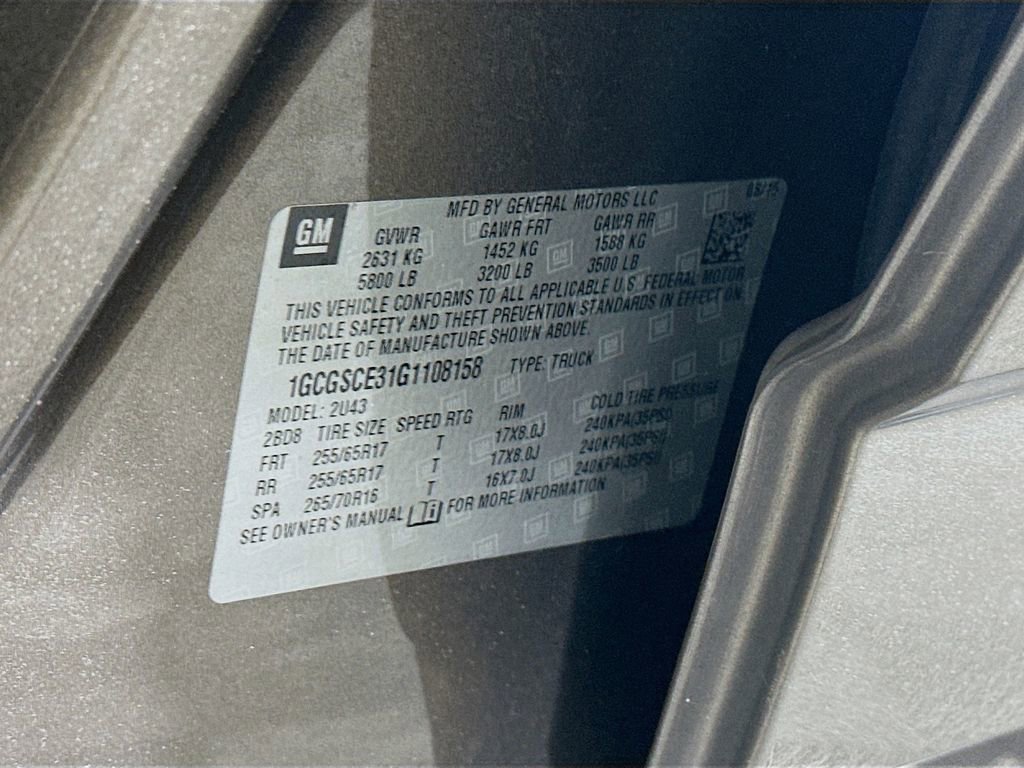 GM
MFD BY GENERAL MOTORS LLC 08/15
GVWR GAWR FRT GAWR RR
2631 KG 1452 KG 1588 KG
5800 LB 3200 LB 3500 LB
THIS VEHICLE CONFORMS TO ALL APPLICABLE U.S. FEDERAL MOTOR
VEHICLE SAFETY AND THEFT PREVENTION STANDARDS IN EFFECT ON
THE DATE OF MANUFACTURE SHOWN ABOVE.
1GCGSCE31G1108158 TYPE: TRUCK
MODEL: 2U43
2BD8 TIRE SIZE SPEED RTG RIM COLD TIRE PRESSURE
FRT 255/65R17 T 17X8.0J 240KPA(35PSI)
RR 255/65R17 T 17X8.0J 240KPA(35PSI)
SPA 265/70R16 T 16X7.0J 240KPA(35PSI)
SEE OWNER'S MANUAL FOR MORE INFORMATION